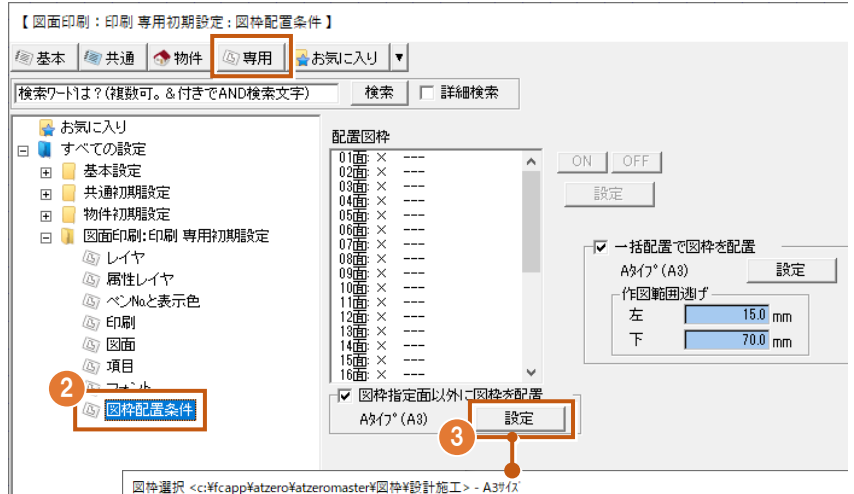 【 図面印刷：印刷 専用初期設定 : 図枠配置条件 】
基本 共通 物件 専用 お気に入り ▼
検索ワードは？(複数可。＆付きでAND検索文字) 検索 詳細検索
お気に入り
すべての設定
基本設定
共通初期設定
物件初期設定
図面印刷:印刷 専用初期設定
レイヤ
属性レイヤ
ペンNoと表示色
印刷
図面
項目
フォント
図枠配置条件
2
配置図枠
01面: × ---
02面: × ---
03面: × ---
04面: × ---
05面: × ---
06面: × ---
07面: × ---
08面: × ---
09面: × ---
10面: × ---
11面: × ---
12面: × ---
13面: × ---
14面: × ---
15面: × ---
16面: × ---
図枠指定面以外に図枠を配置
Aタイプ(A3) 設定
3
ON OFF
設定
一括配置で図枠を配置
Aタイプ(A3) 設定
作図範囲逃げ
左 15.0 mm
下 70.0 mm
図枠選択 <c:¥fcapp¥atzero¥atzeromaster¥図枠¥設計施工> - A3サイズ